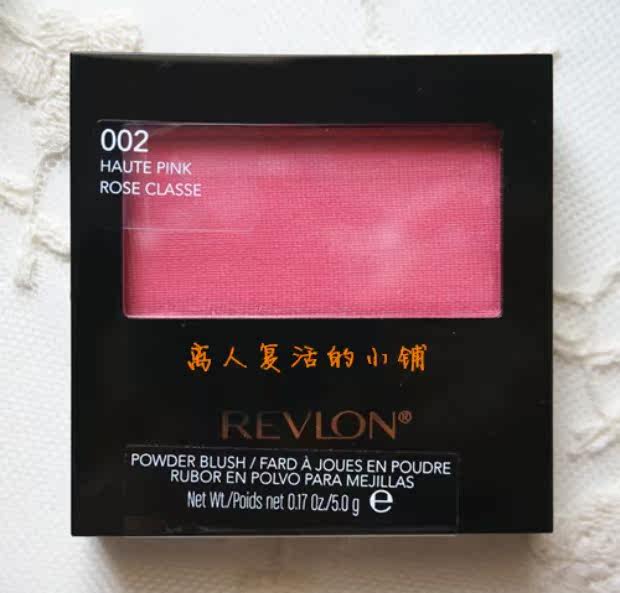 002
HAUTE PINK
ROSE CLASSE
离人复活的小铺
REVLON®
POWDER BLUSH / FARD À JOUES EN POUDRE
RUBOR EN POLVO PARA MEJILLAS
Net Wt./Poids net 0.17 Oz/5.0 g ℮